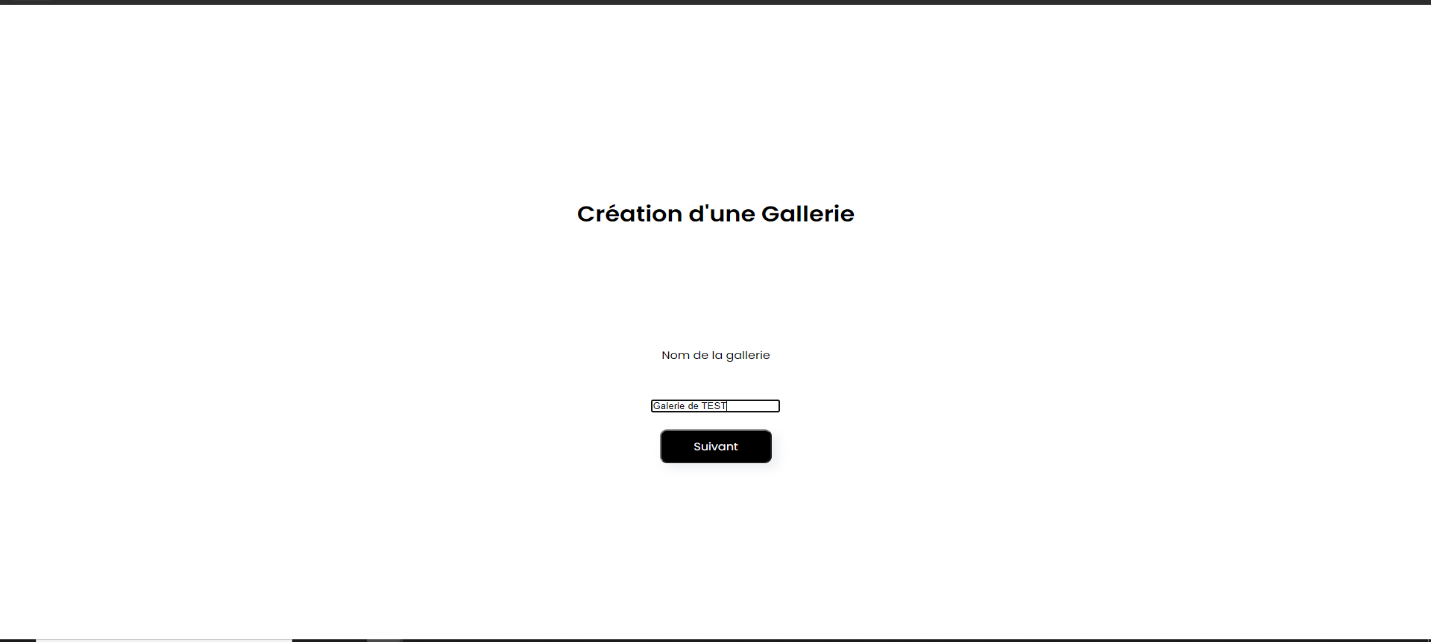 Création d'une Gallerie
Nom de la gallerie
Galerie de TEST
Suivant